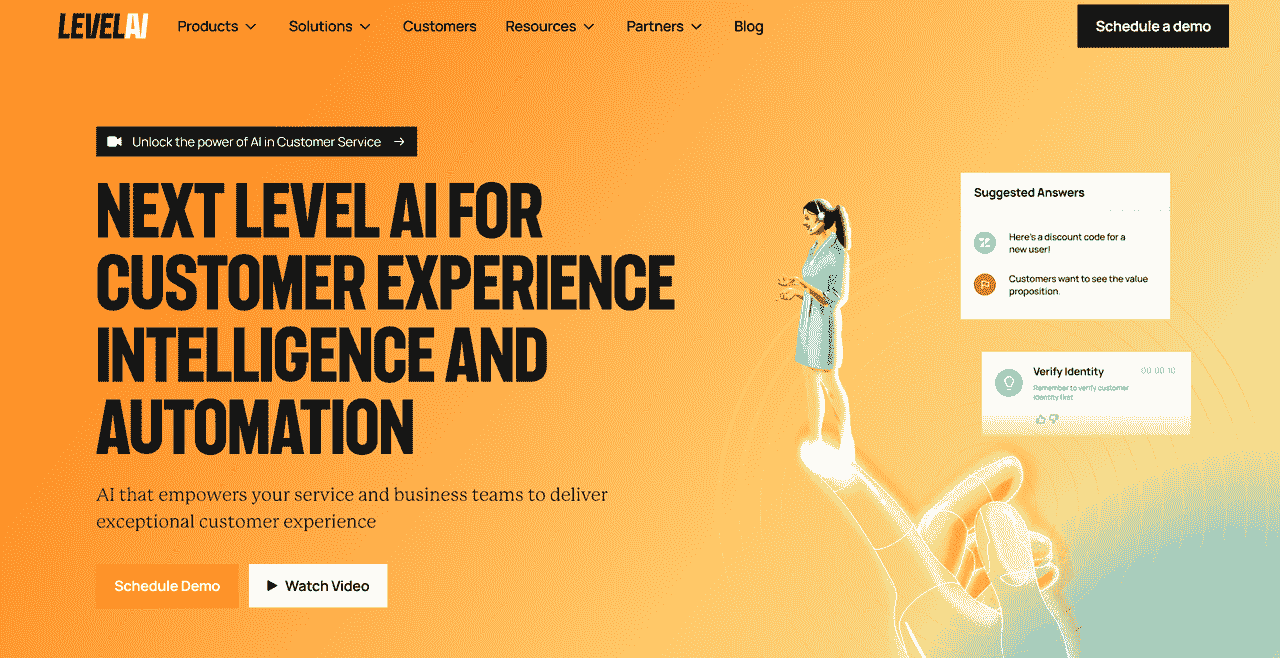 LEVELAI
Products
Solutions
Customers
Resources
Partners
Blog
Schedule a demo
Unlock the power of AI in Customer Service
NEXT LEVEL AI FOR
CUSTOMER EXPERIENCE
INTELLIGENCE AND
AUTOMATION
AI that empowers your service and business teams to deliver
exceptional customer experience
Schedule Demo
Watch Video
Suggested Answers
Here's a discount code for a
new user!
Customers want to see the value
proposition.
Verify Identity
00:00:10
Remember to verify customer
identity first